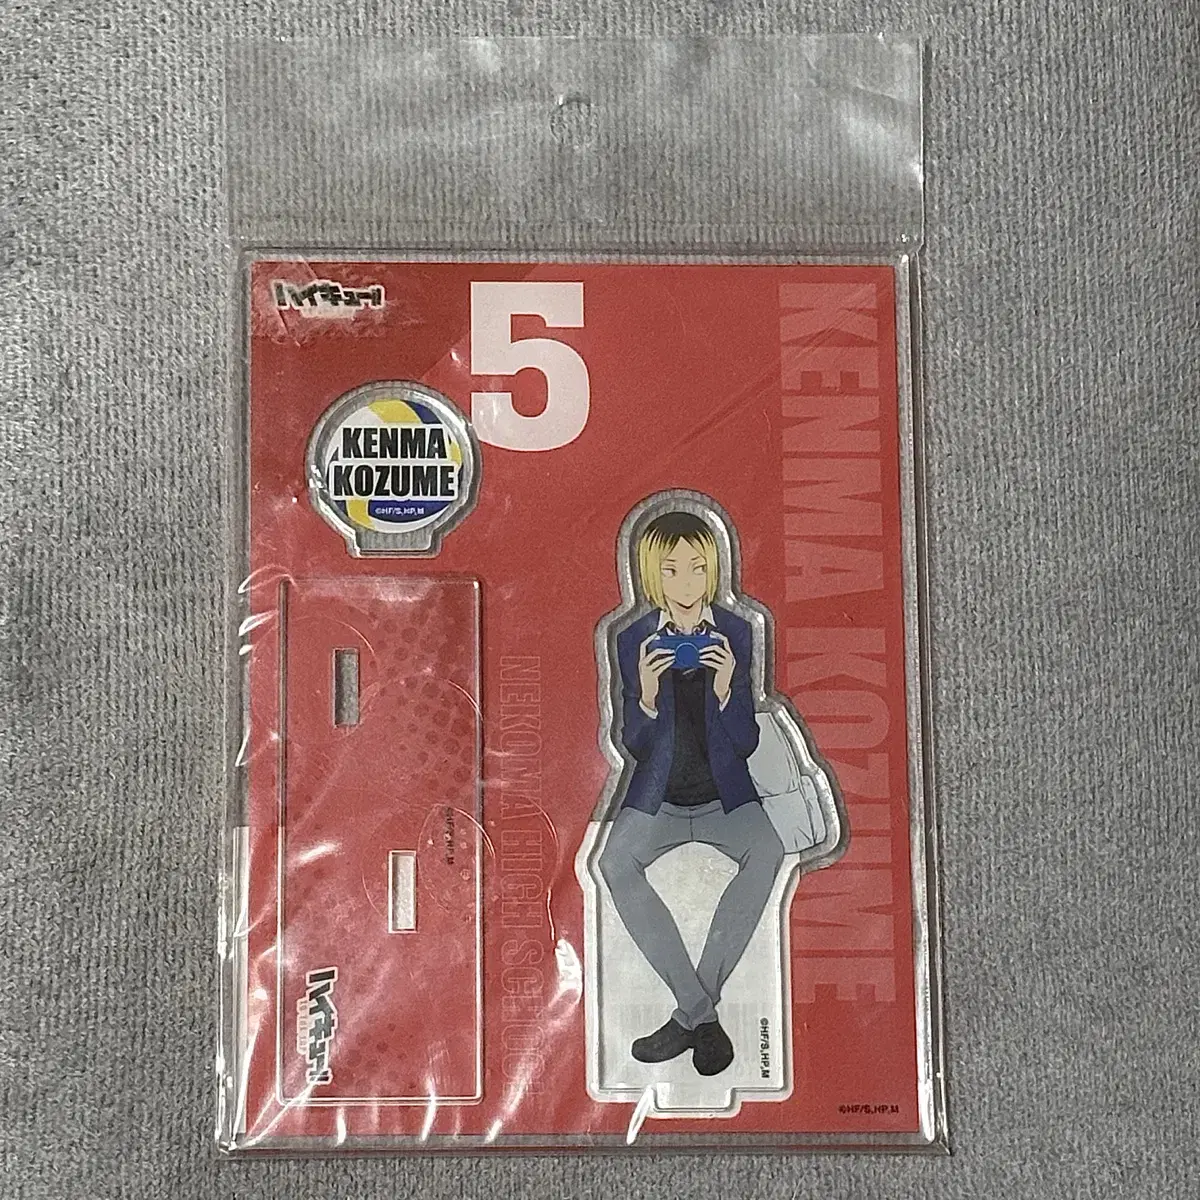 ハイキュー!!
5
KENMA KOZUME
KENMA
KOZUME
©HF/S,HP,M
NEKOMA HIGH SCHOOL
HF/S,HP,M
ハイキュー!!
©HF/S,HP,M
©HF/S,HP,M